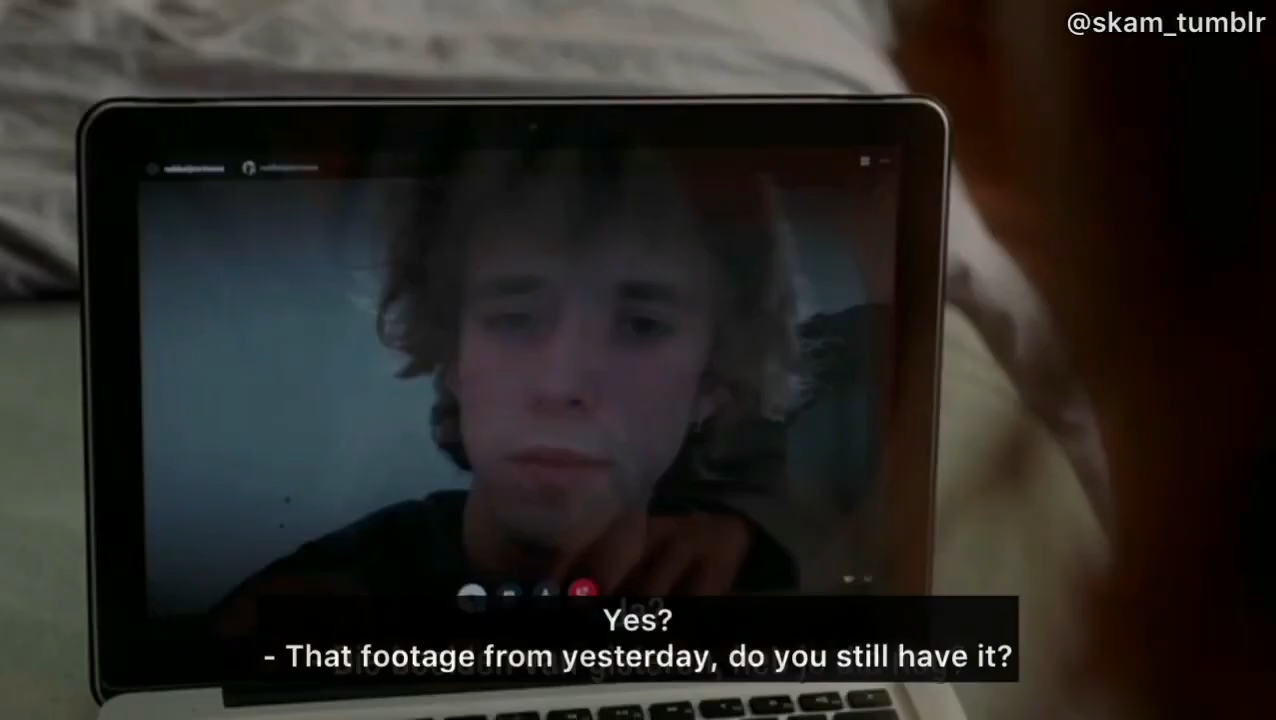 @skam_tumblr
Yes?
- That footage from yesterday, do you still have it?